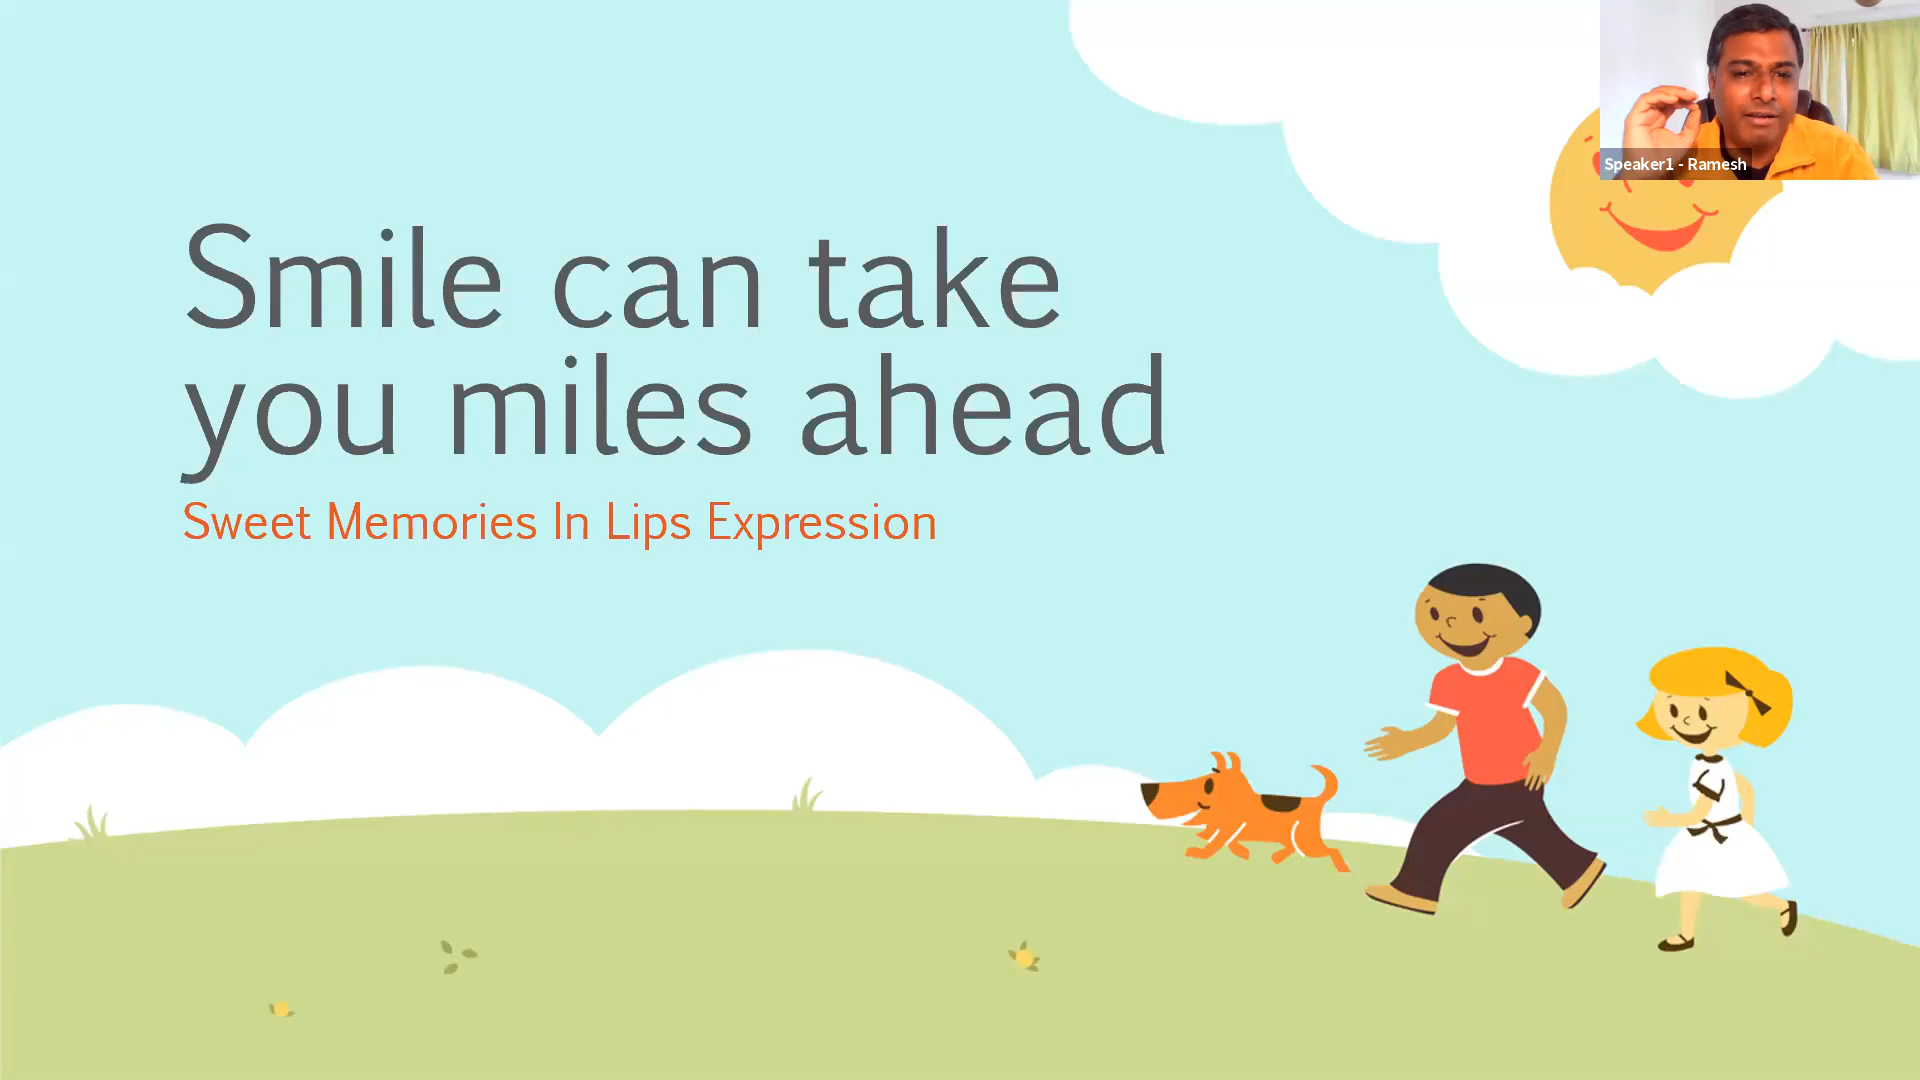 Speaker1 - Ramesh
Smile can take
you miles ahead
Sweet Memories In Lips Expression